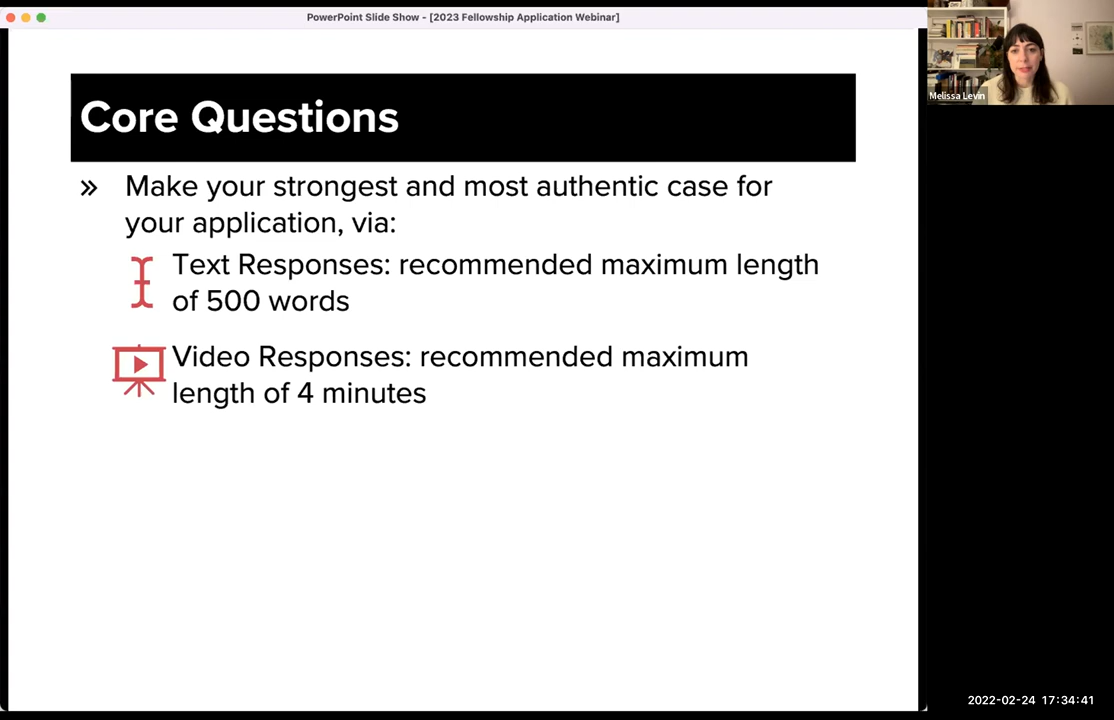 PowerPoint Slide Show - [2023 Fellowship Application Webinar]
Melissa Levin
Core Questions
» Make your strongest and most authentic case for
your application, via:
Text Responses: recommended maximum length
of 500 words
Video Responses: recommended maximum
length of 4 minutes
2022-02-24 17:34:41